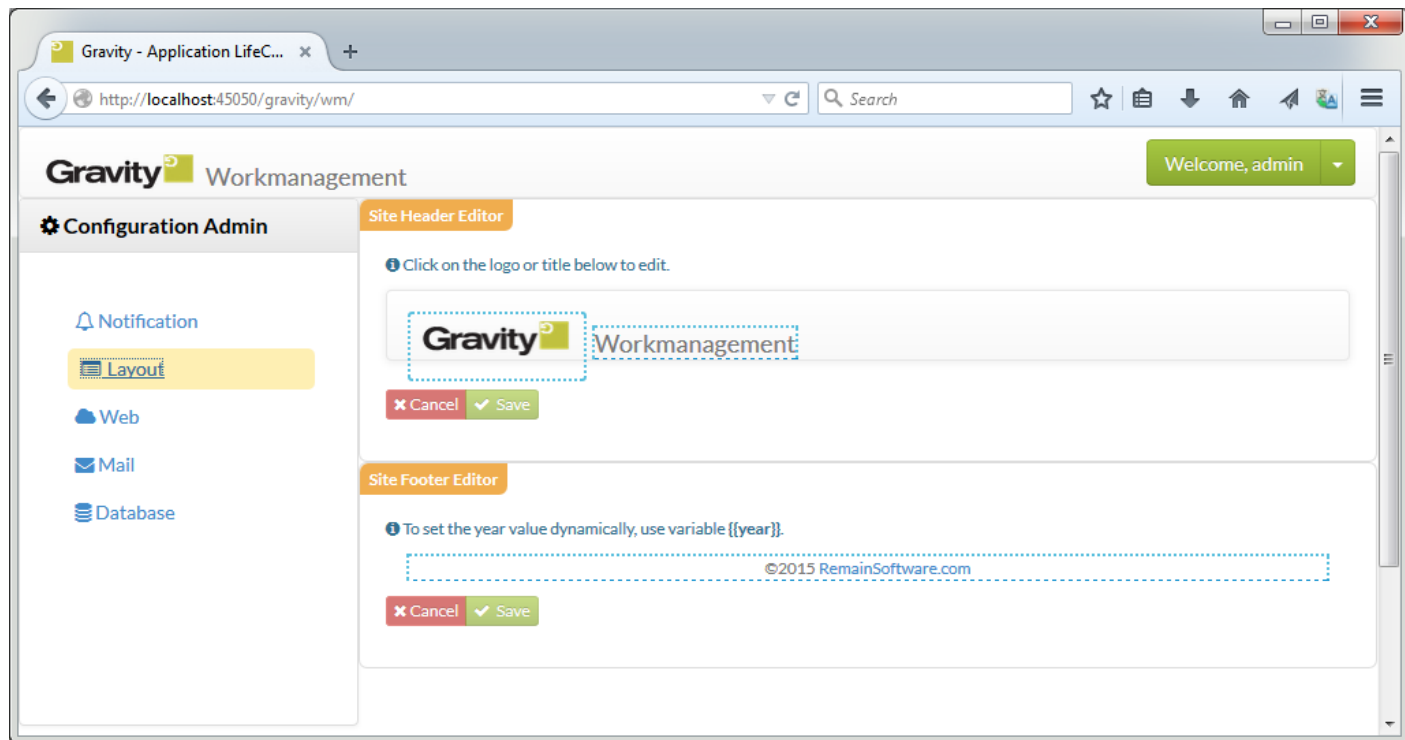 Gravity - Application LifeC...
http://localhost:45050/gravity/wm/
Search
Gravity Workmanagement
Welcome, admin
Configuration Admin
Notification
Layout
Web
Mail
Database
Site Header Editor
Click on the logo or title below to edit.
Gravity Workmanagement
Cancel Save
Site Footer Editor
To set the year value dynamically, use variable {{year}}.
©2015 RemainSoftware.com
Cancel Save